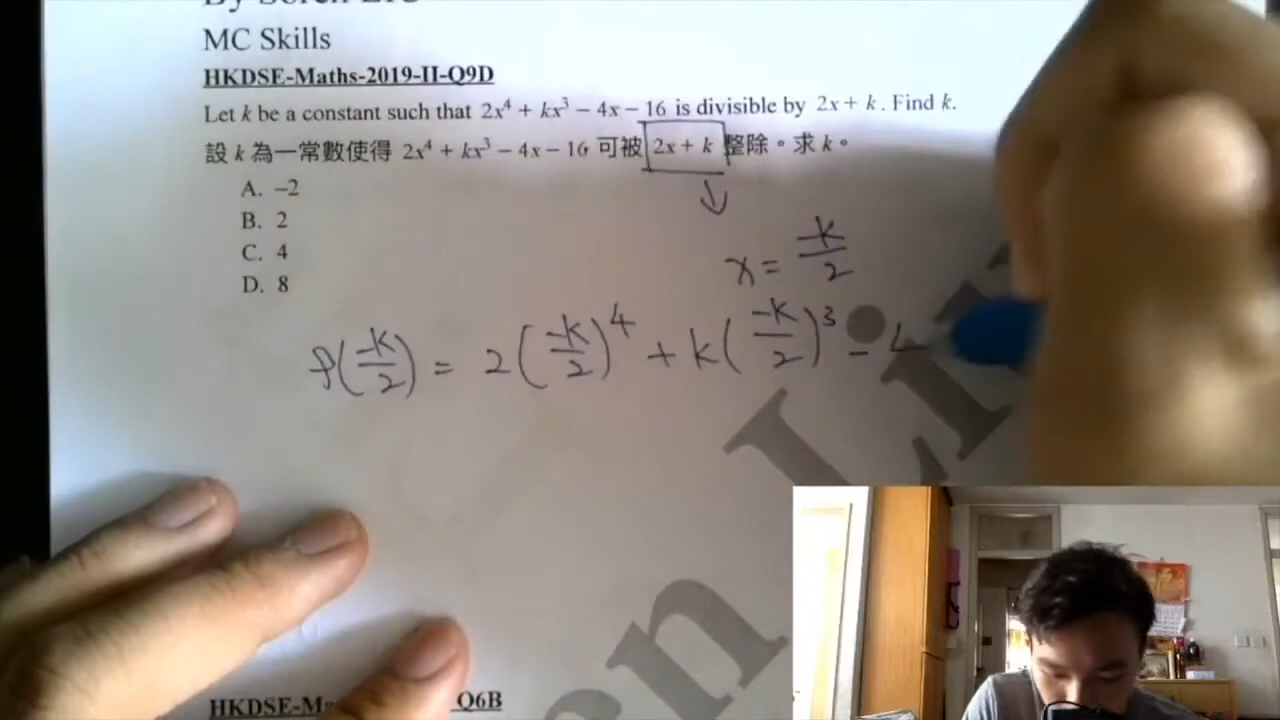 MC Skills
HKDSE-Maths-2019-II-Q9D
Let k be a constant such that 2x⁴ + kx³ − 4x − 16 is divisible by 2x + k. Find k.
設 k 為一常數使得 2x⁴ + kx³ − 4x − 16 可被 2x + k 整除。求 k。
A. −2
B. 2
C. 4
D. 8
x = -k/2
f(-k/2) = 2(-k/2)⁴ + k(-k/2)³ −
Q6B